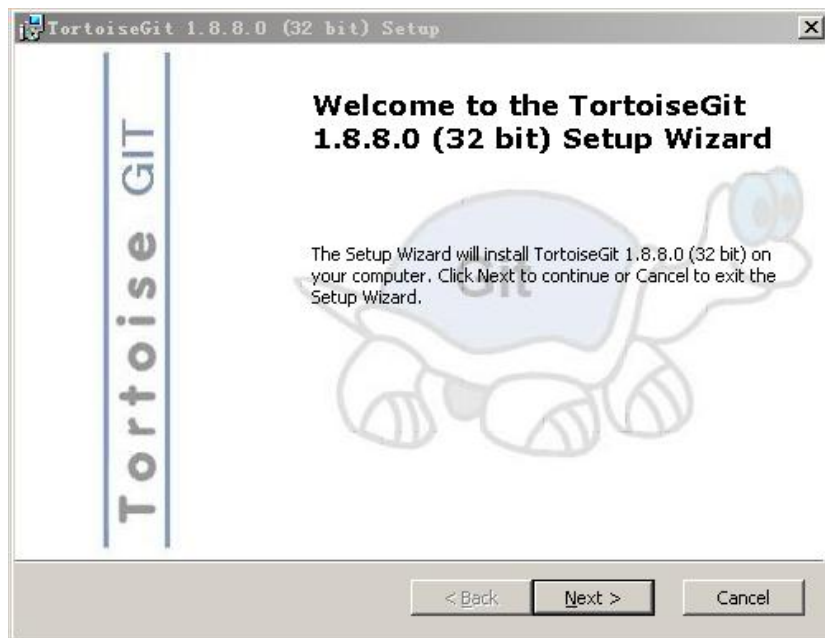 TortoiseGit 1.8.8.0 (32 bit) Setup
Tortoise GIT
Welcome to the TortoiseGit
1.8.8.0 (32 bit) Setup Wizard
The Setup Wizard will install TortoiseGit 1.8.8.0 (32 bit) on
your computer. Click Next to continue or Cancel to exit the
Setup Wizard.
Git
< Back
Next >
Cancel